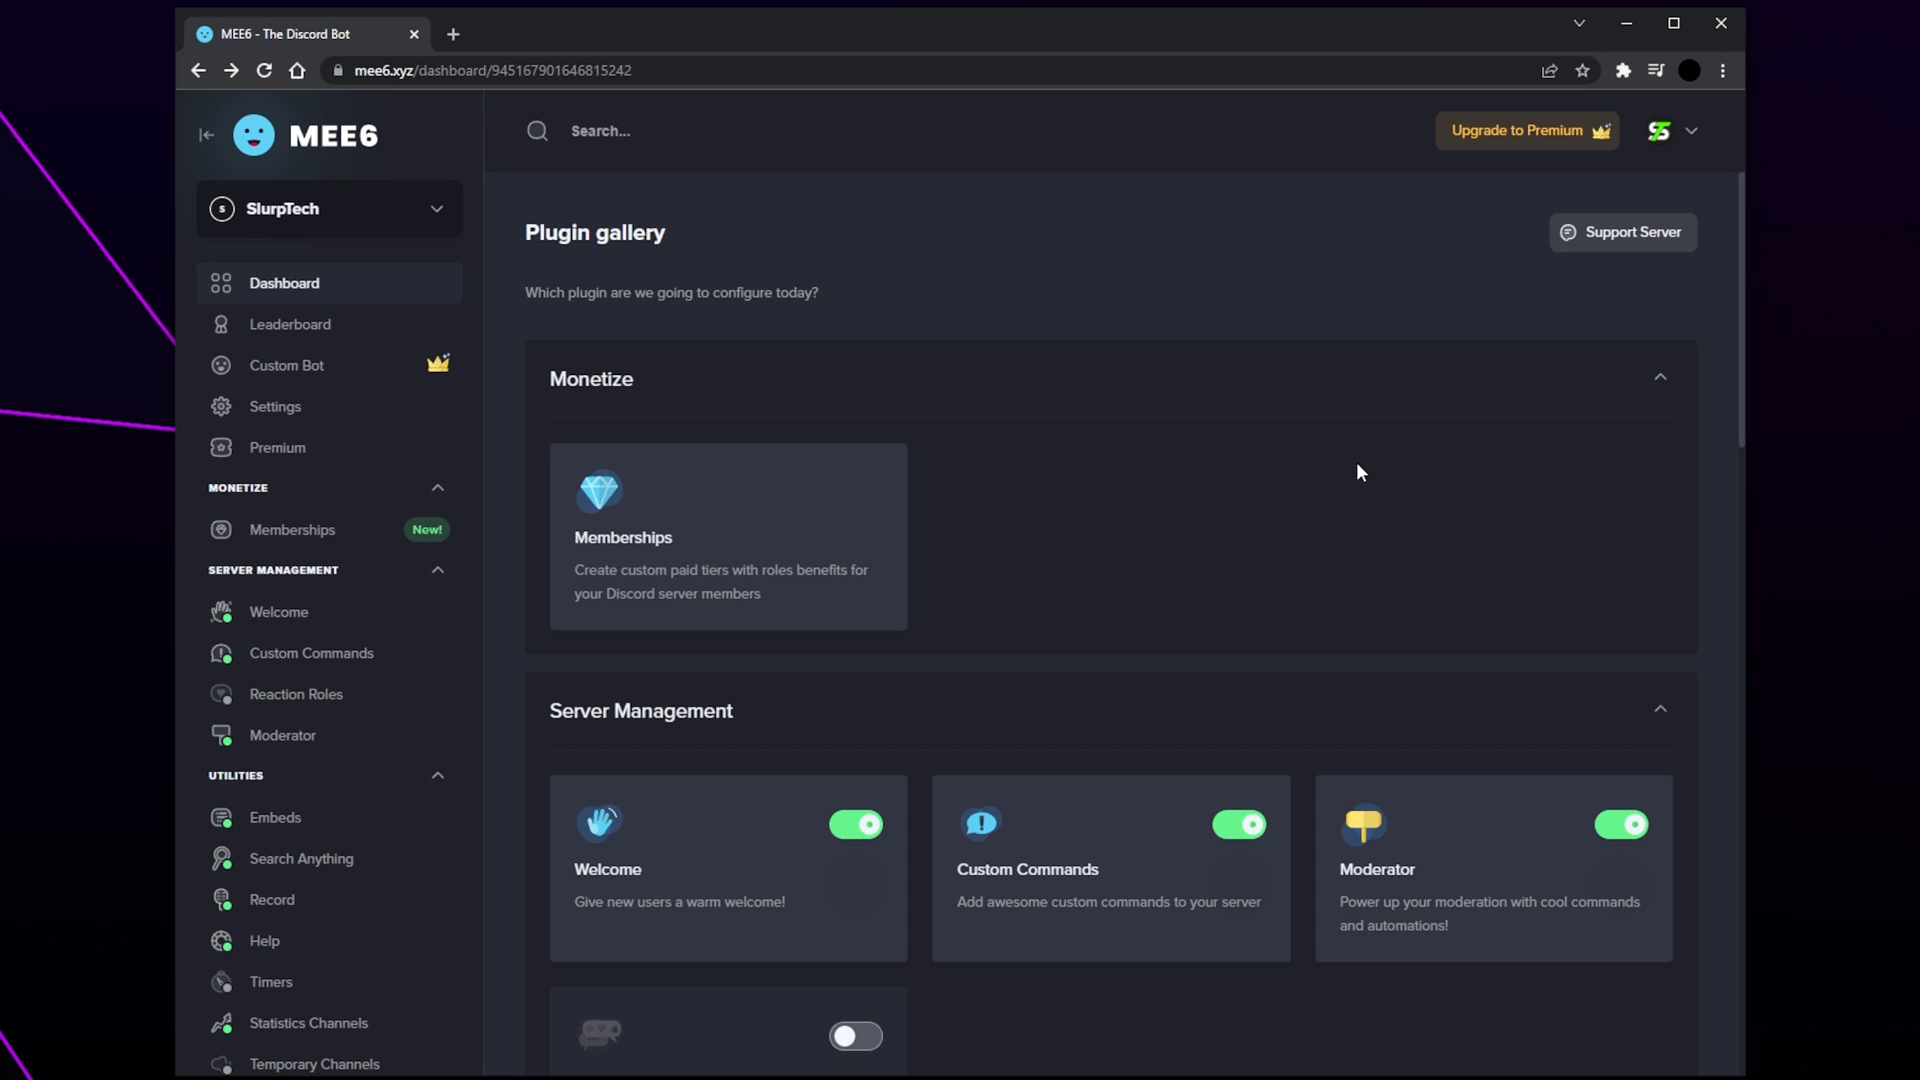 MEE6 - The Discord Bot
mee6.xyz/dashboard/945167901646815242
MEE6
Search...
Upgrade to Premium
S SlurpTech
Plugin gallery
Support Server
Which plugin are we going to configure today?
Dashboard
Leaderboard
Custom Bot
Settings
Premium
MONETIZE
Memberships New!
SERVER MANAGEMENT
Welcome
Custom Commands
Reaction Roles
Moderator
UTILITIES
Embeds
Search Anything
Record
Help
Timers
Statistics Channels
Temporary Channels
Monetize
Memberships
Create custom paid tiers with roles benefits for
your Discord server members
Server Management
Welcome
Give new users a warm welcome!
Custom Commands
Add awesome custom commands to your server
Moderator
Power up your moderation with cool commands
and automations!